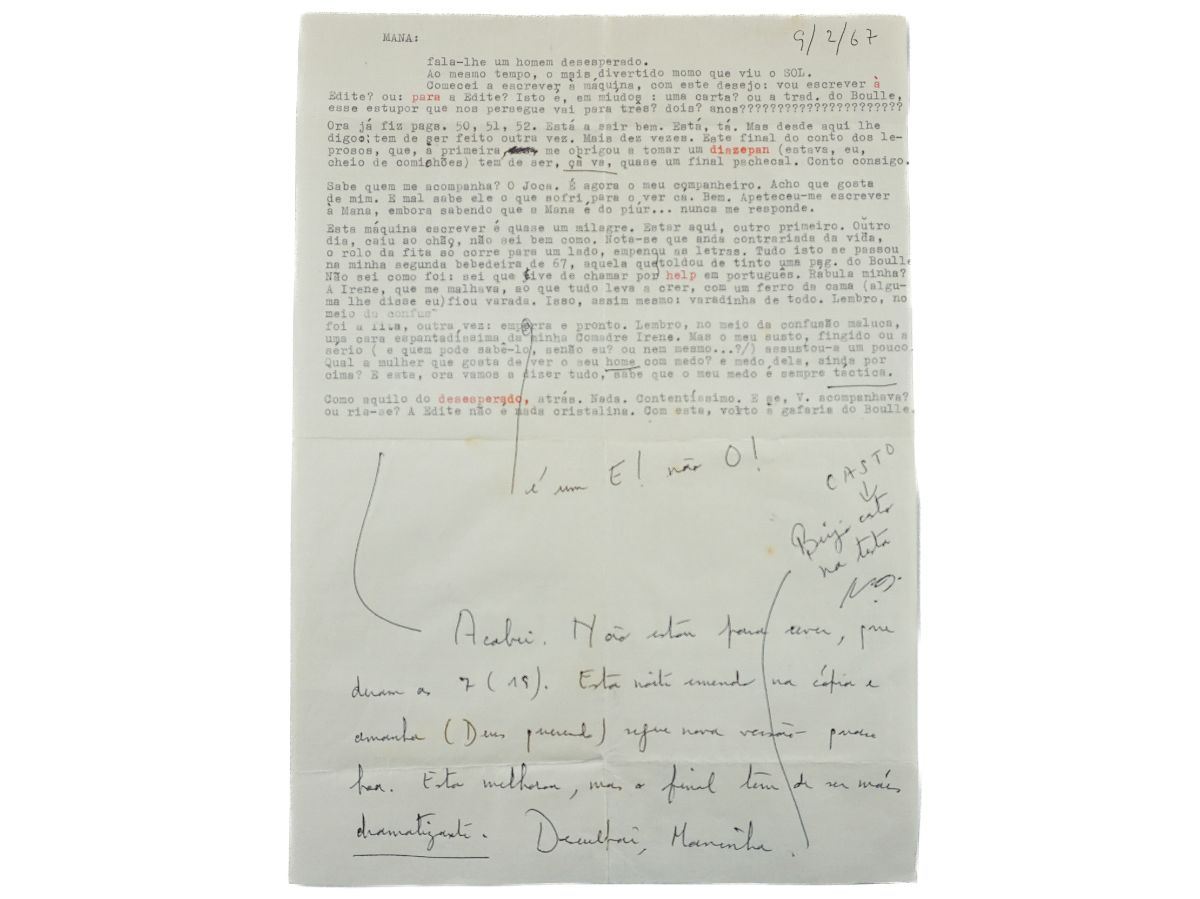 9/2/67
MANA:
fala-lhe um homem desesperado.
Ao mesmo tempo, o mais divertido momo que viu o SOL.
Comecei a escrever à máquina, com este desejo: vou escrever à
Edite? ou: para a Edite? Isto é, em miudos : uma carta? ou a trad. do Boulle,
esse estupor que nos persegue vai para três? dois? anos??????????????????????
Ora já fiz pags. 50, 51, 52. Está a sair bem. Está, tá. Mas desde aqui lhe
digo: tem de ser feito outra vez. Mais dez vezes. Este final do conto dos le-
prosos, que, à primeira, me obrigou a tomar um diazepan (estava, eu,
cheio de comichões) tem de ser, çà va, quase um final pachecal. Conto consigo.
Sabe quem me acompanha? O Joca. É agora o meu companheiro. Acho que gosta
de mim. E mal sabe ele o que sofri para o ver cá. Bem. Apeteceu-me escrever
à Mana, embora sabendo que a Mana é do piúr... nunca me responde.
Esta máquina escrever é quase um milagre. Estar aqui, outro primeiro. Outro
dia, caiu ao chão, não sei bem como. Nota-se que anda contrariada da vida,
o rolo da fita só corre para um lado, empenou as letras. Tudo isto se passou
na minha segunda bebedeira de 67, aquela que toldou de tinto uma pag. do Boulle
Não sei como foi: sei que tive de chamar por help em português. Rábula minha?
A Irene, que me malhava, ao que tudo leva a crer, com um ferro da cama (algu-
ma lhe disse eu)fiou varada. Isso, assim mesmo: varadinha de todo. Lembro, no
meio da confus
foi a fita, outra vez: emperra e pronto. Lembro, no meio da confusão maluca,
uma cara espantadíssima da minha Comadre Irene. Mas o meu susto, fingido ou a
sério ( e quem pode sabê-lo, senão eu? ou nem mesmo...?/) assustou-a um pouco.
Qual a mulher que gosta de ver o seu home com medo? e medo dela, ainda por
cima? E esta, ora vamos a dizer tudo, sabe que o meu medo é sempre tactica.
Como aquilo do desesperado, atrás. Nada. Contentíssimo. E se, V. acompanhava?
ou ria-se? A Edite não é nada cristalina. Com esta, volto à gafaria do Boulle.
é um E! não O!
CASTO
Beijo casto
na testa
Acabei. Não estou para rever, que
deram as 7 (19). Esta noite emendo na cópia e
amanha (Deus querendo) segue nova versão
boa. Esta melhorou, mas o final tem de ser máis
dramatizante. Desculpai, Maninha.